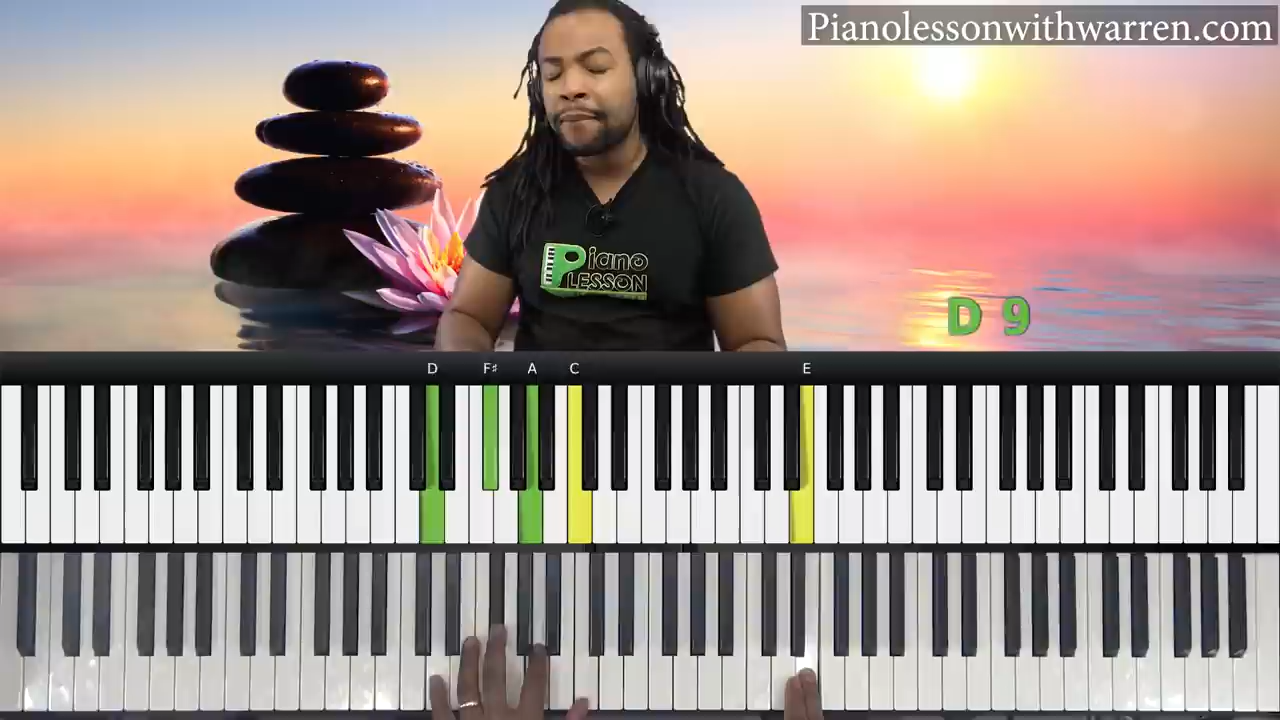 Pianolessonwithwarren.com
Piano
LESSON
D 9
D F♯ A C E